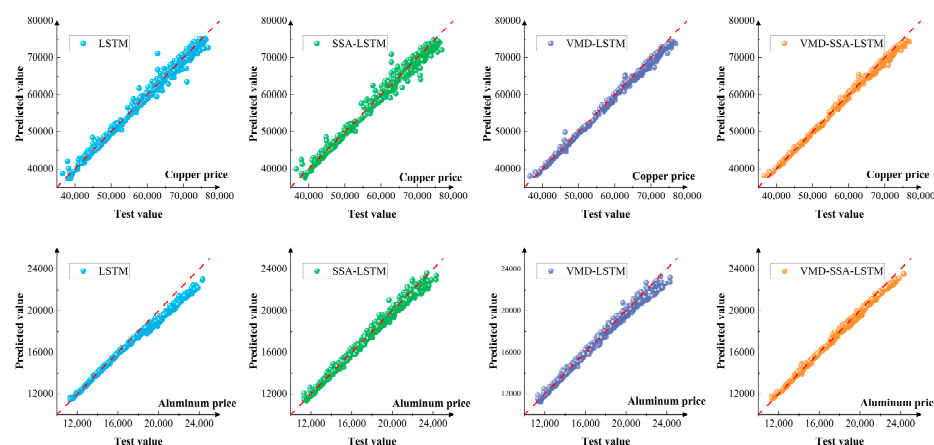 80000
70000
60000
50000
40000
Predicted value
LSTM
Copper price
40,000 50,000 60,000 70,000 80,000
Test value
80000
70000
60000
50000
40000
Predicted value
SSA-LSTM
Copper price
40,000 50,000 60,000 70,000 80,000
Test value
80000
70000
60000
50000
40000
Predicted value
VMD-LSTM
Copper price
40,000 50,000 60,000 70,000 80,000
Test value
80000
70000
60000
50000
40000
Predicted value
VMD-SSA-LSTM
Copper price
40,000 50,000 60,000 70,000 80,000
Test value
24000
20000
16000
12000
Predicted value
LSTM
Aluminum price
12,000 16,000 20,000 24,000
Test value
24000
20000
16000
12000
Predicted value
SSA-LSTM
Aluminum price
12,000 16,000 20,000 24,000
Test value
24000
20000
16000
12000
Predicted value
VMD-LSTM
Aluminum price
12,000 16,000 20,000 24,000
Test value
24000
20000
16000
12000
Predicted value
VMD-SSA-LSTM
Aluminum price
12,000 16,000 20,000 24,000
Test value